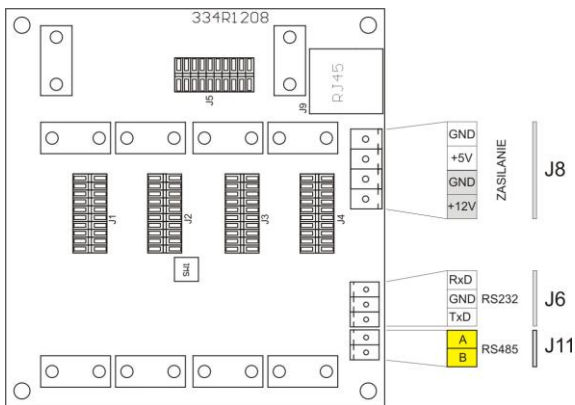 334R1208
J5
J9
RJ45
J1
J2
J3
J4
SW1
GND
+5V
GND
+12V
ZASILANIE
J8
RxD
GND
TxD
RS232
J6
A
B
RS485
J11